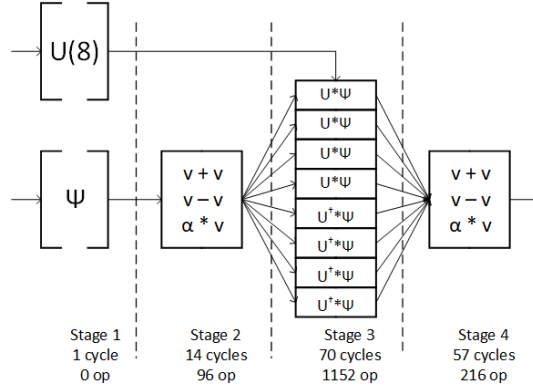 U(8)
Ψ
v + v
v – v
α * v
U*Ψ
U*Ψ
U*Ψ
U*Ψ
U†*Ψ
U†*Ψ
U†*Ψ
U†*Ψ
v + v
v – v
α * v
Stage 1
1 cycle
0 op
Stage 2
14 cycles
96 op
Stage 3
70 cycles
1152 op
Stage 4
57 cycles
216 op